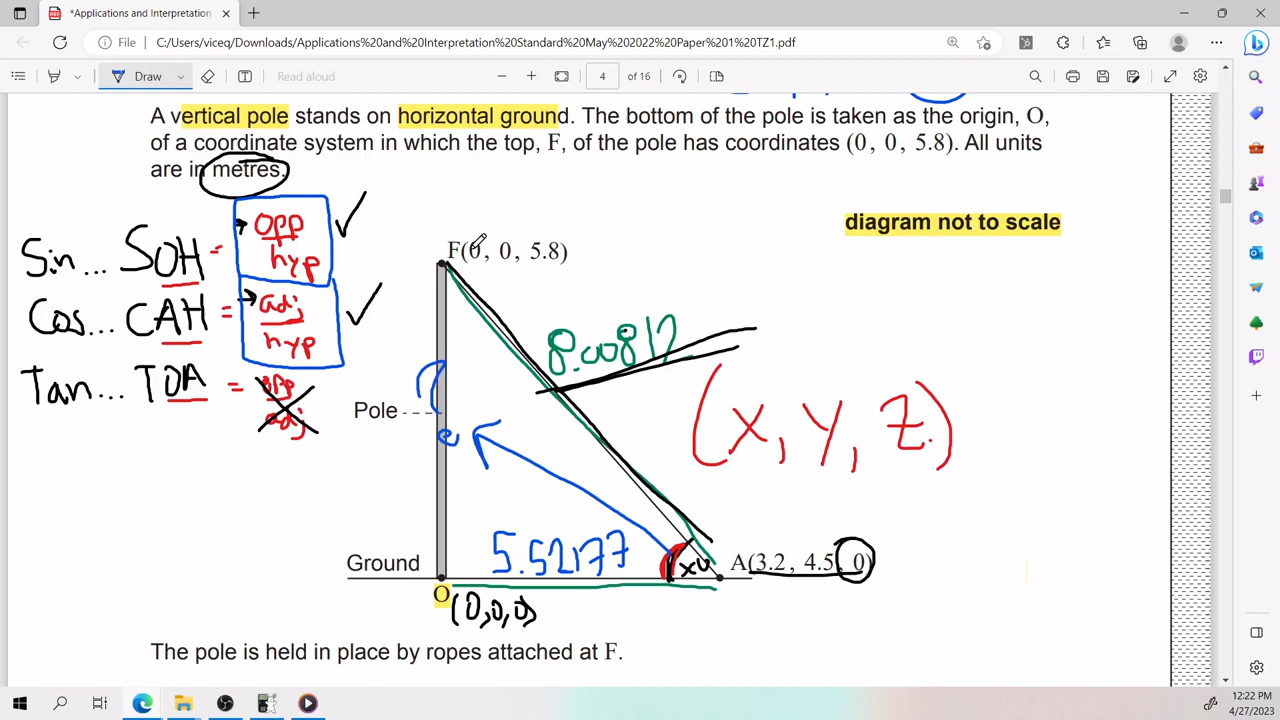 *Applications and Interpretation
File
C:/Users/viceq/Downloads/Applications%20and%20Interpretation%20Standard%20May%202022%20Paper%201%20TZ1.pdf
Draw
Read aloud
4
of 16
A vertical pole stands on horizontal ground. The bottom of the pole is taken as the origin, O,
of a coordinate system in which the top, F, of the pole has coordinates (0, 0, 5.8). All units
are in metres.
diagram not to scale
Sin... SOH = opp
hyp
Cos... CAH = adj
hyp
Tan... TOA = opp
adj
F(0, 0, 5.8)
8.00812
(x, y, z)
Pole
5.52177
Ground
A(3.2, 4.5, 0)
O
(0,0,0)
The pole is held in place by ropes attached at F.
12:22 PM
4/27/2023